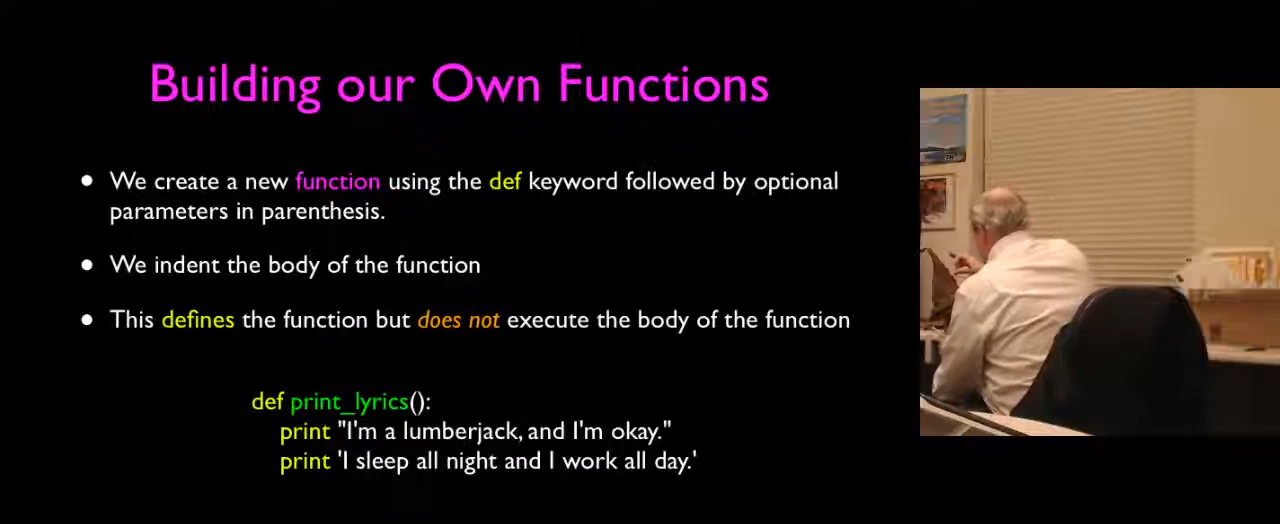 Building our Own Functions
• We create a new function using the def keyword followed by optional
parameters in parenthesis.
• We indent the body of the function
• This defines the function but does not execute the body of the function
def print_lyrics():
print "I'm a lumberjack, and I'm okay."
print 'I sleep all night and I work all day.'